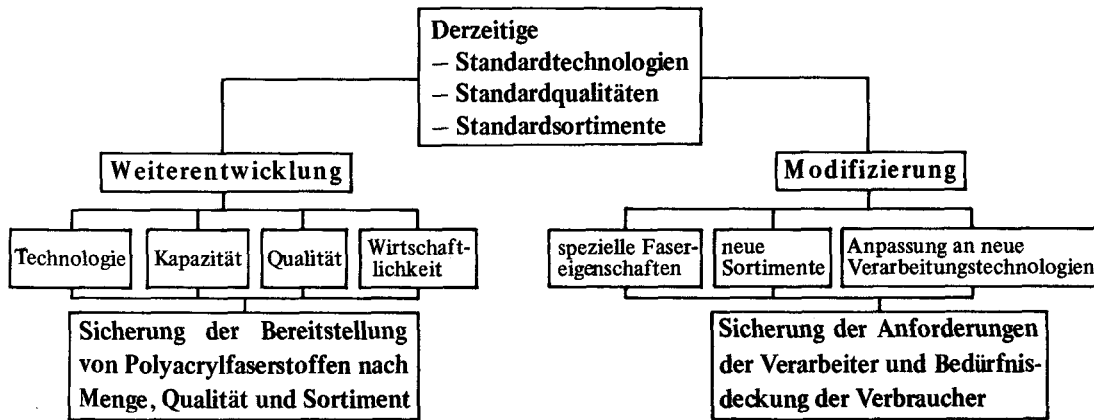 Derzeitige
– Standardtechnologien
– Standardqualitäten
– Standardsortimente
Weiterentwicklung
Modifizierung
Technologie
Kapazität
Qualität
Wirtschaft-
lichkeit
spezielle Faser-
eigenschaften
neue
Sortimente
Anpassung an neue
Verarbeitungstechnologien
Sicherung der Bereitstellung
von Polyacrylfaserstoffen nach
Menge, Qualität und Sortiment
Sicherung der Anforderungen
der Verarbeiter und Bedürfnis-
deckung der Verbraucher